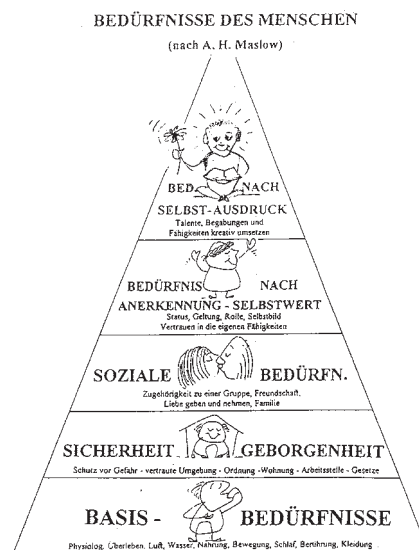 BEDÜRFNISSE DES MENSCHEN
(nach A. H. Maslow)
BED. NACH
SELBST-AUSDRUCK
Talente, Begabungen und
Fähigkeiten kreativ umsetzen
BEDÜRFNIS NACH
ANERKENNUNG - SELBSTWERT
Status, Geltung, Rolle, Selbstbild
Vertrauen in die eigenen Fähigkeiten
SOZIALE BEDÜRFN.
Zugehörigkeit zu einer Gruppe, Freundschaft,
Liebe geben und nehmen, Familie
SICHERHEIT GEBORGENHEIT
Schutz vor Gefahr - vertraute Umgebung - Ordnung -Wohnung - Arbeitsstelle - Gesetze
BASIS - BEDÜRFNISSE
Physiolog. Überleben, Luft, Wasser, Nahrung, Bewegung, Schlaf, Berührung, Kleidung